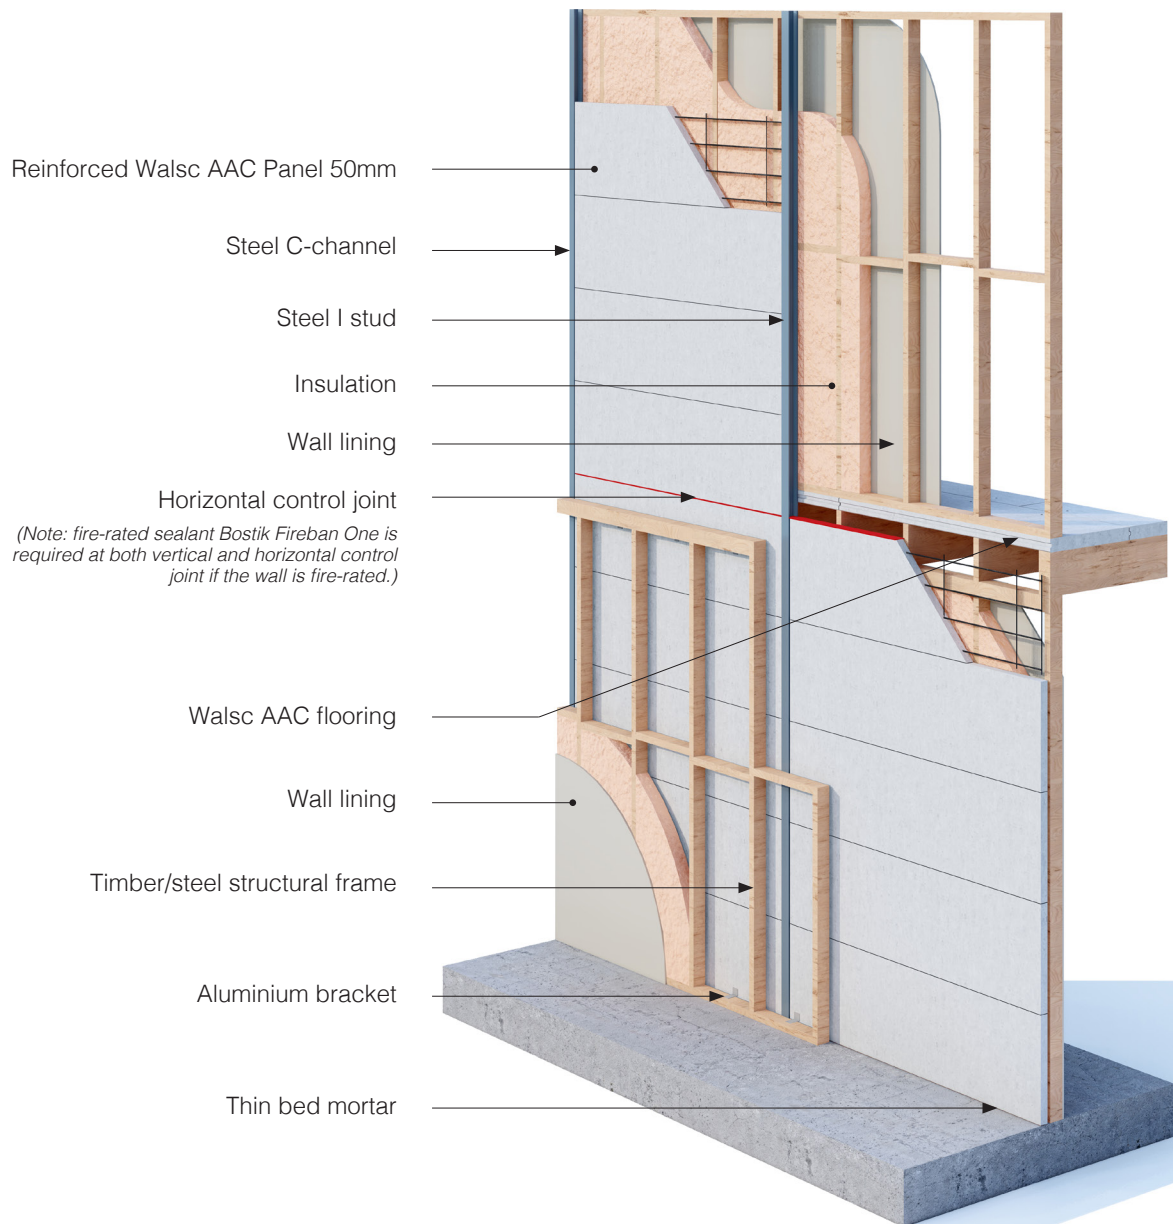 Reinforced Walsc AAC Panel 50mm
Steel C-channel
Steel I stud
Insulation
Wall lining
Horizontal control joint
(Note: fire-rated sealant Bostik Fireban One is
required at both vertical and horizontal control
joint if the wall is fire-rated.)
Walsc AAC flooring
Wall lining
Timber/steel structural frame
Aluminium bracket
Thin bed mortar